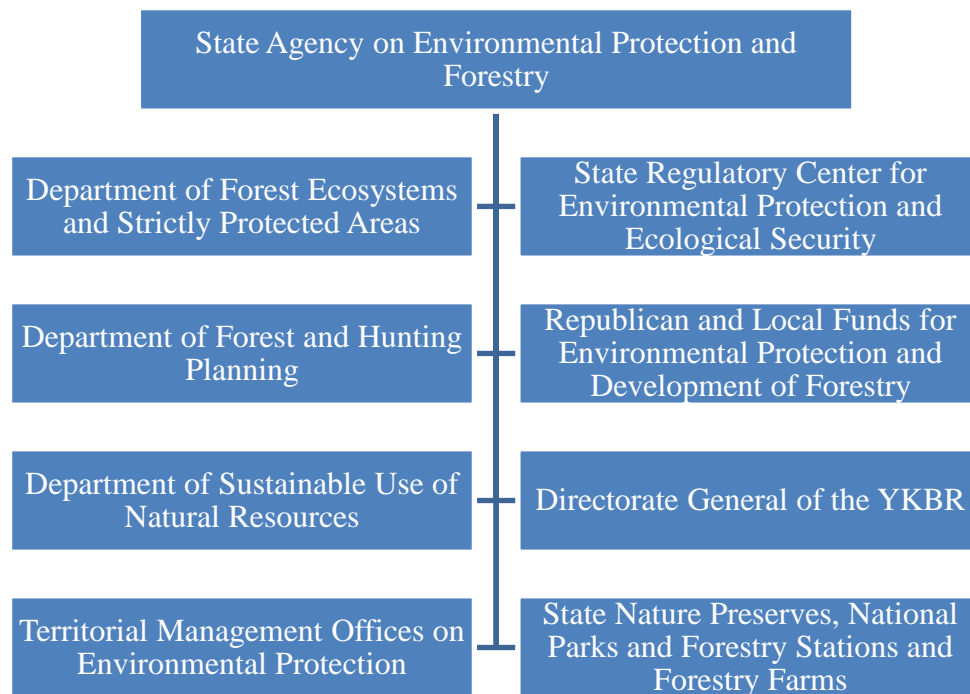 State Agency on Environmental Protection and
Forestry
Department of Forest Ecosystems
and Strictly Protected Areas
State Regulatory Center for
Environmental Protection and
Ecological Security
Department of Forest and Hunting
Planning
Republican and Local Funds for
Environmental Protection and
Development of Forestry
Department of Sustainable Use of
Natural Resources
Directorate General of the YKBR
Territorial Management Offices on
Environmental Protection
State Nature Preserves, National
Parks and Forestry Stations and
Forestry Farms